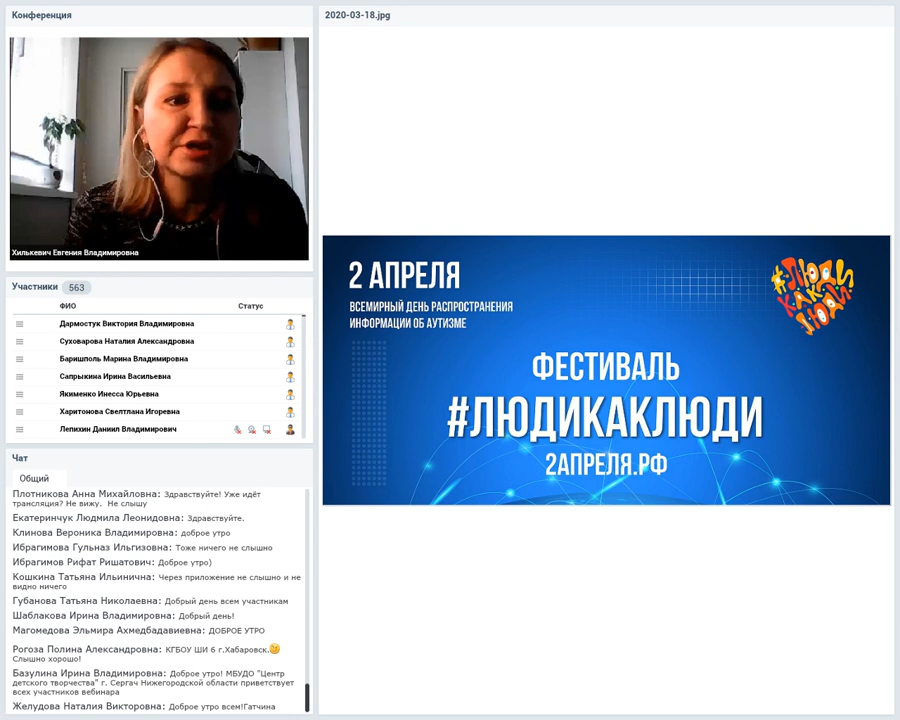 Конференция
Хилькевич Евгения Владимировна
Участники 563
ФИО Статус
Дармостук Виктория Владимировна
Суховарова Наталия Александровна
Баришполь Марина Владимировна
Сапрыкина Ирина Васильевна
Якименко Инесса Юрьевна
Харитонова Свелтлана Игоревна
Лепихин Даниил Владимирович
Чат
Общий
Плотникова Анна Михайловна: Здравствуйте! Уже идёт
трансляция? Не вижу. Не слышу
Екатеринчук Людмила Леонидовна: Здравствуйте.
Клинова Вероника Владимировна: доброе утро
Ибрагимова Гульназ Ильгизовна: Тоже ничего не слышно
Ибрагимов Рифат Ришатович: Доброе утро)
Кошкина Татьяна Ильинична: Через приложение не слышно и не
видно ничего
Губанова Татьяна Николаевна: Добрый день всем участникам
Шаблакова Ирина Владимировна: Добрый день!
Магомедова Эльмира Ахмедбадавиевна: ДОБРОЕ УТРО
Рогоза Полина Александровна: КГБОУ ШИ 6 г.Хабаровск.
Слышно хорошо!
Базулина Ирина Владимировна: Доброе утро! МБУДО "Центр
детского творчества" г. Сергач Нижегородской области приветствует
всех участников вебинара
Желудова Наталия Викторовна: Доброе утро всем!Гатчина
2020-03-18.jpg
2 АПРЕЛЯ
ВСЕМИРНЫЙ ДЕНЬ РАСПРОСТРАНЕНИЯ
ИНФОРМАЦИИ ОБ АУТИЗМЕ
#ЛЮДИ
КАК
ЛЮДИ
ФЕСТИВАЛЬ
#ЛЮДИКАКЛЮДИ
2АПРЕЛЯ.РФ